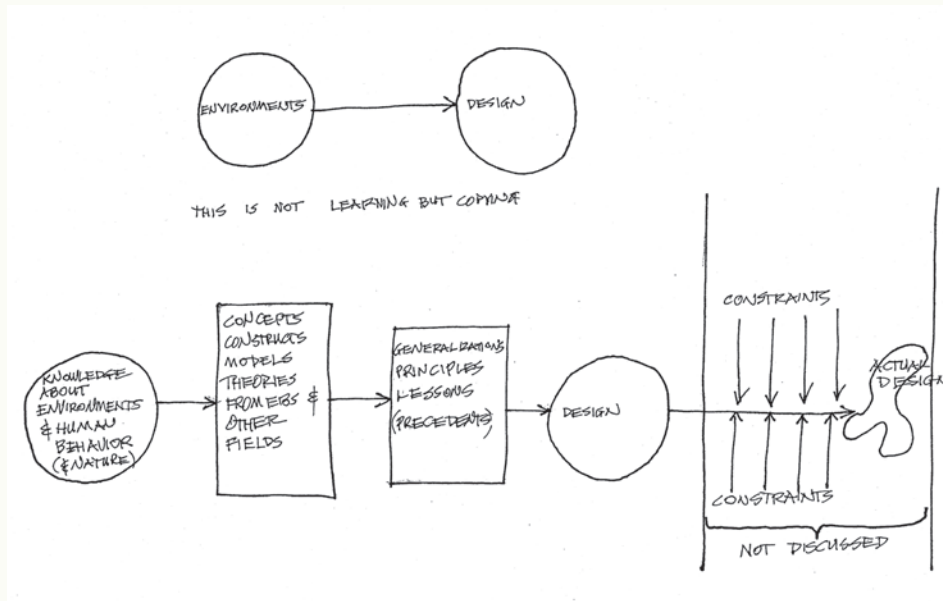 ENVIRONMENTS
DESIGN
THIS IS NOT LEARNING BUT COPYING
KNOWLEDGE
ABOUT
ENVIRONMENTS
& HUMAN
BEHAVIOR
(& NATURE)
CONCEPTS
CONSTRUCTS
MODELS
THEORIES
FROM EBS &
OTHER
FIELDS
GENERALIZATIONS
PRINCIPLES
LESSONS
(PRECEDENTS)
DESIGN
CONSTRAINTS
CONSTRAINTS
ACTUAL
DESIGN
NOT DISCUSSED